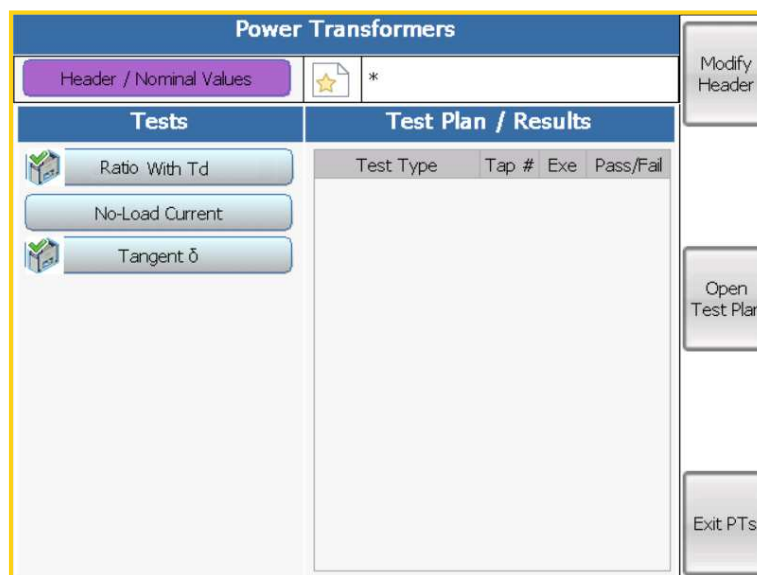 Power Transformers
Header / Nominal Values
*
Modify
Header
Tests
Test Plan / Results
Ratio With Td
No-Load Current
Tangent δ
Test Type Tap # Exe Pass/Fail
Open
Test Plan
Exit PTs